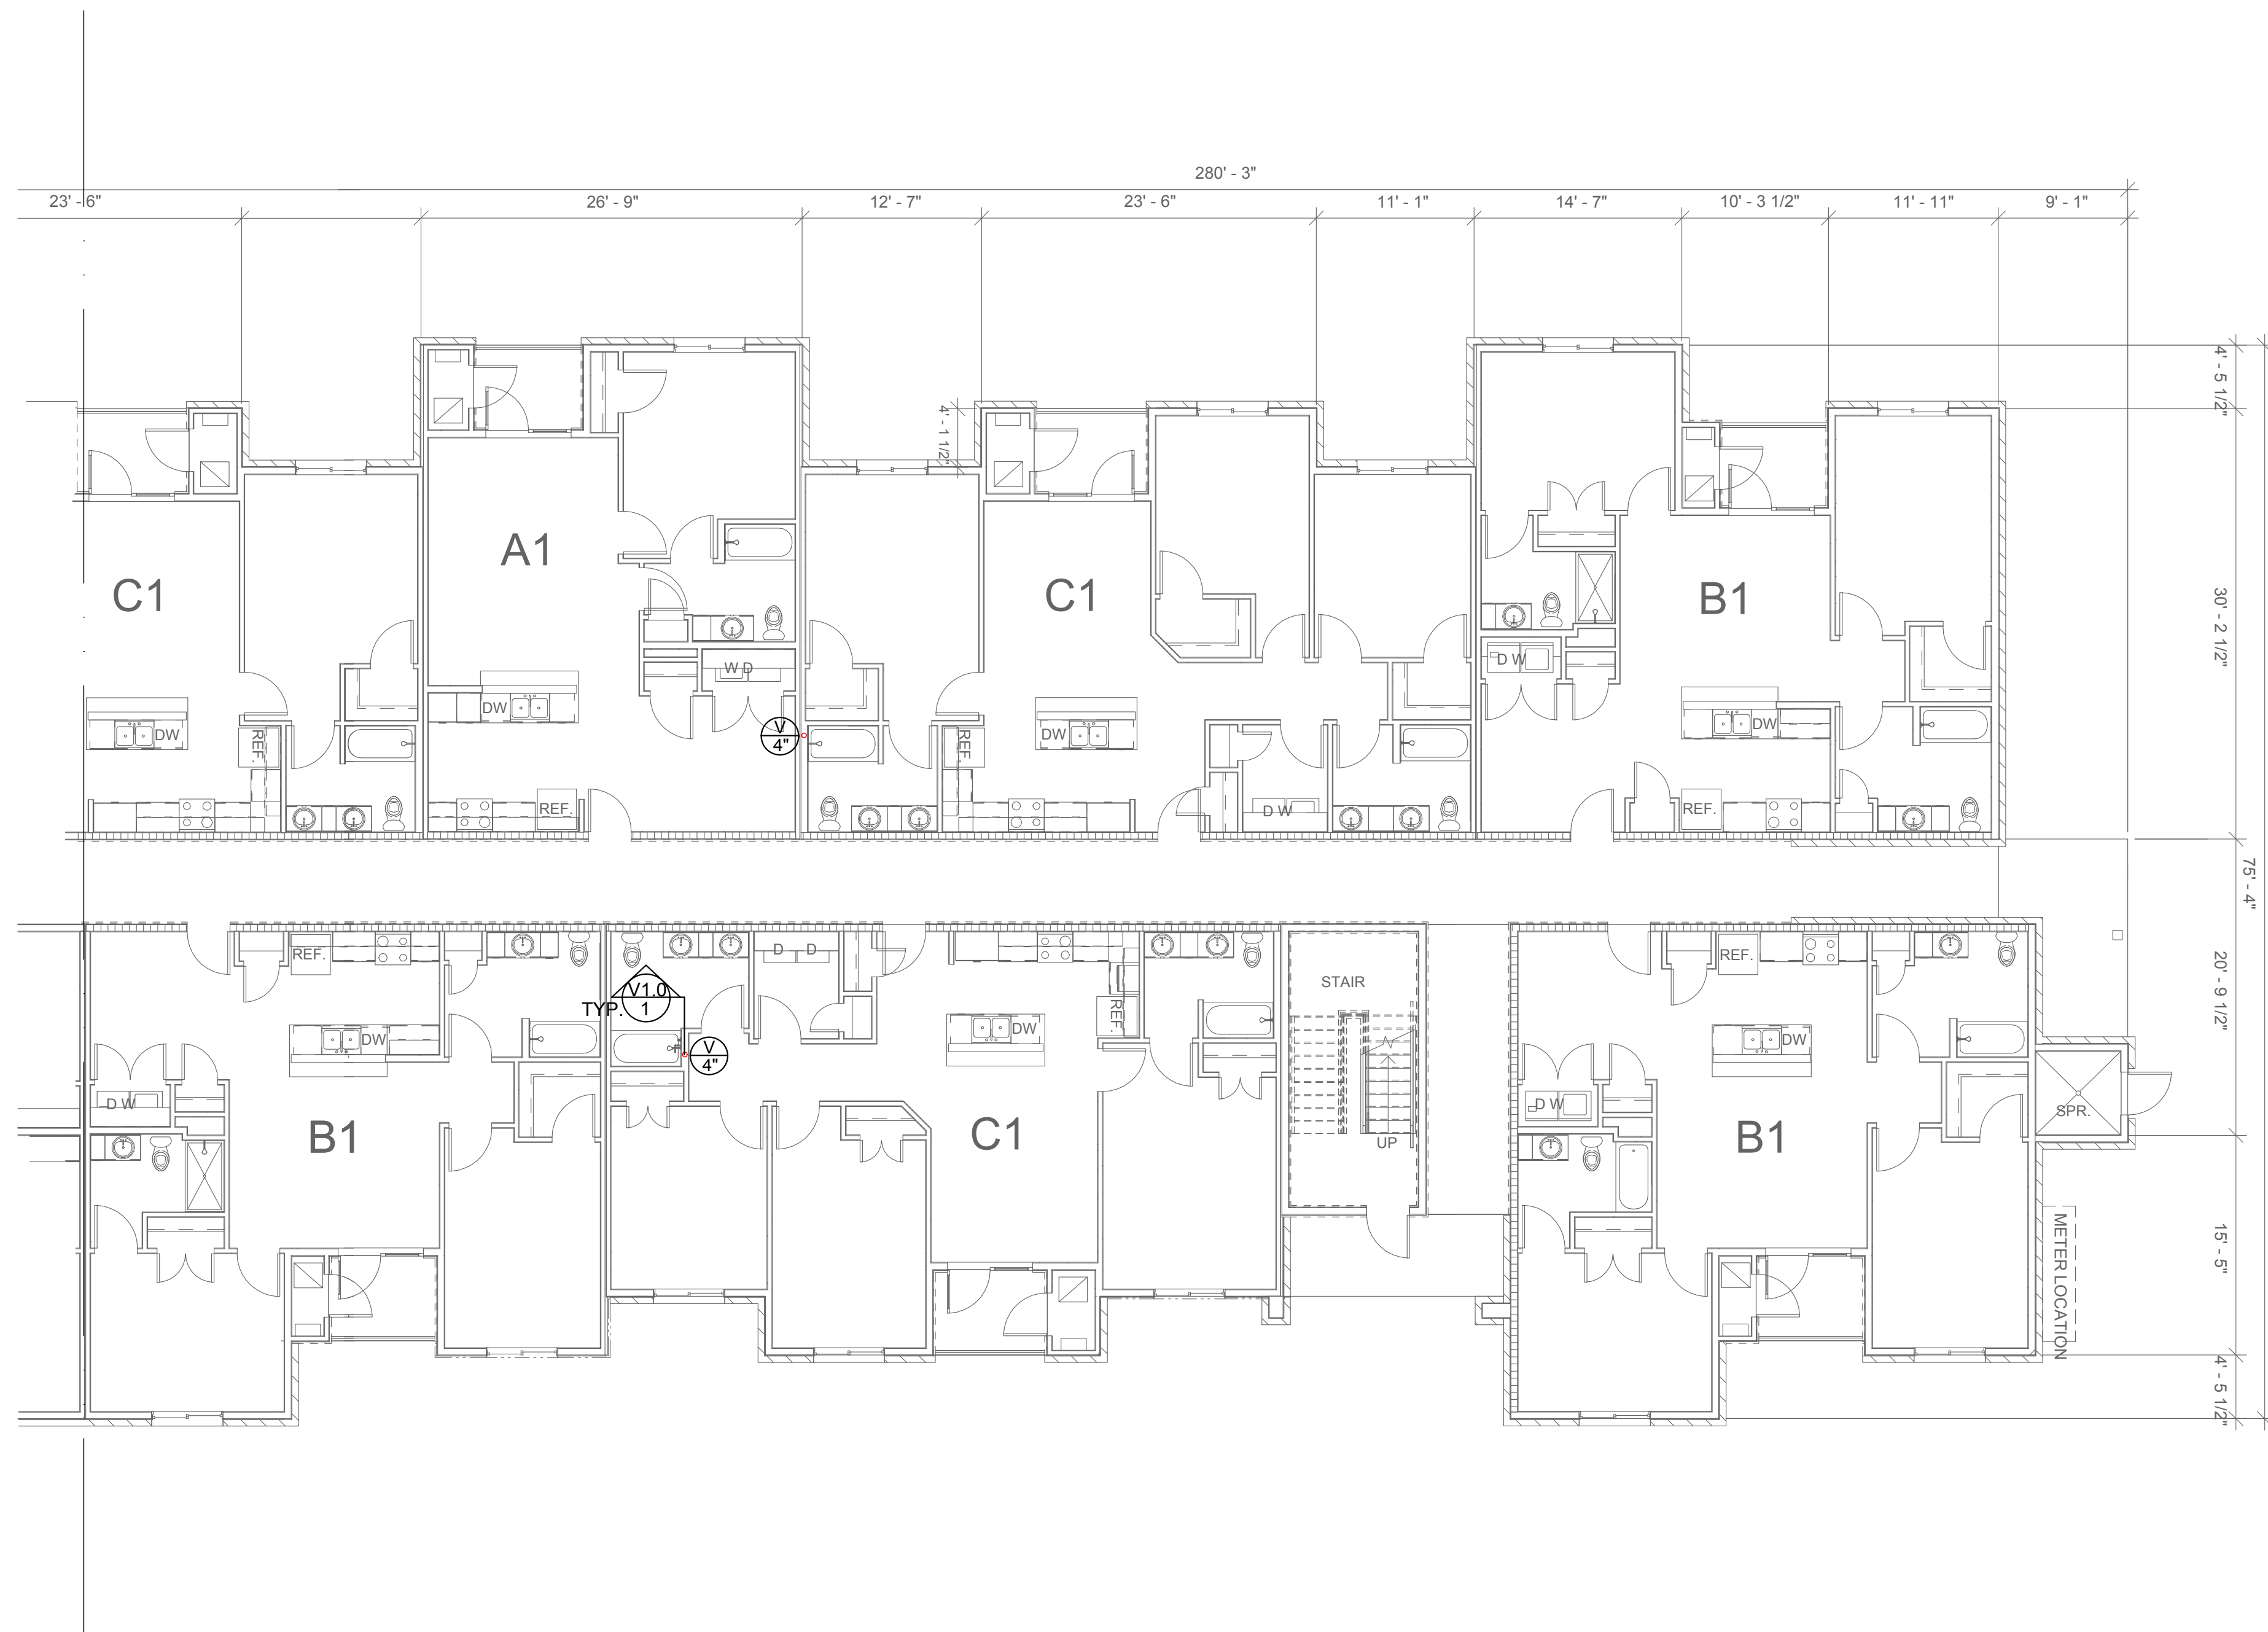 280' - 3"
23' - 6"
26' - 9"
12' - 7"
23' - 6"
11' - 1"
14' - 7"
10' - 3 1/2"
11' - 11"
9' - 1"
4' - 5 1/2"
4' - 1 1/2"
A1
C1
C1
B1
30' - 2 1/2"
W D
D W
DW
DW
DW
DW
REF.
V
4"
REF.
REF.
REF.
D W
75' - 4"
REF.
D D
REF.
STAIR
20' - 9 1/2"
V1.0
TYP. 1
REF.
DW
DW
DW
V
4"
D W
D W
SPR.
B1
C1
UP
B1
METER LOCATION
15' - 5"
4' - 5 1/2"